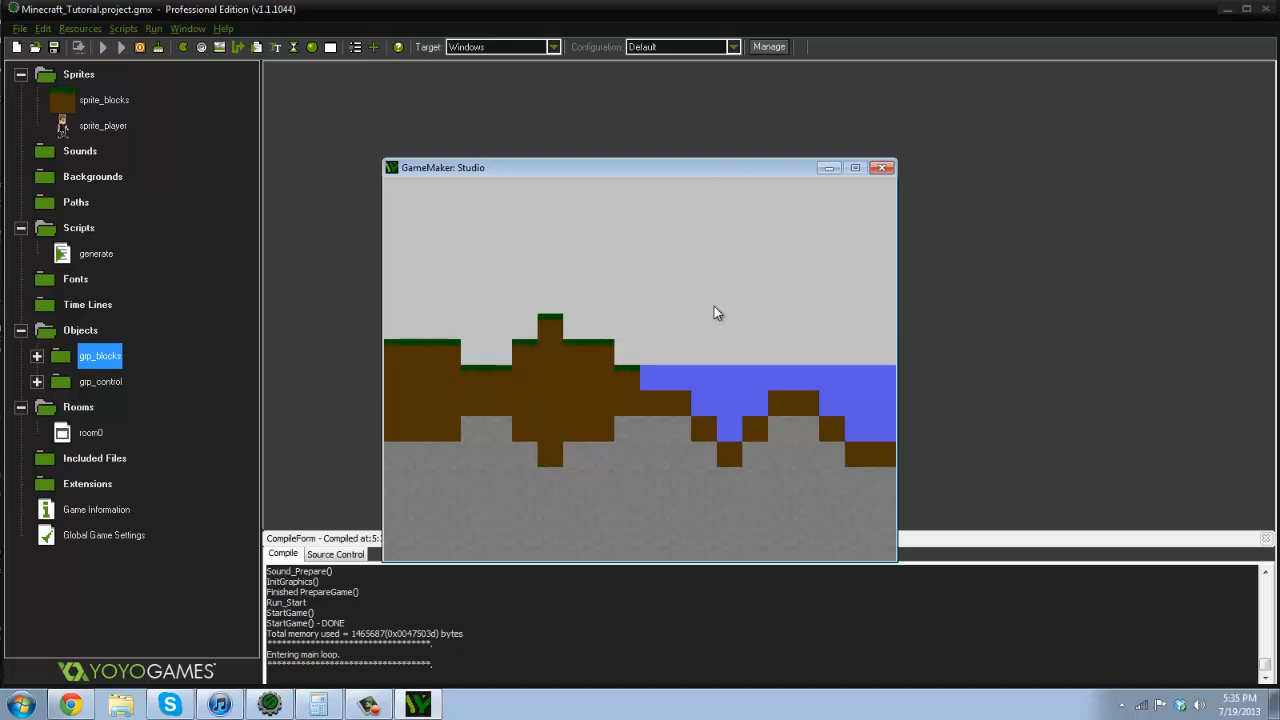 Minecraft_Tutorial.project.gmx - Professional Edition (v1.1.1044)
File Edit Resources Scripts Run Window Help
Target: Windows Configuration: Default Manage
Sprites
sprite_blocks
sprite_player
Sounds
Backgrounds
Paths
Scripts
generate
Fonts
Time Lines
Objects
grp_blocks
grp_control
Rooms
room0
Included Files
Extensions
Game Information
Global Game Settings
YOYOGAMES
GameMaker: Studio
CompileForm - Compiled at:5:
Compile Source Control
Sound_Prepare()
InitGraphics()
Finished PrepareGame()
Run_Start
StartGame()
StartGame() - DONE
Total memory used = 1465687(0x0047503d) bytes
**********************************.
Entering main loop.
**********************************.
5:35 PM
7/19/2013